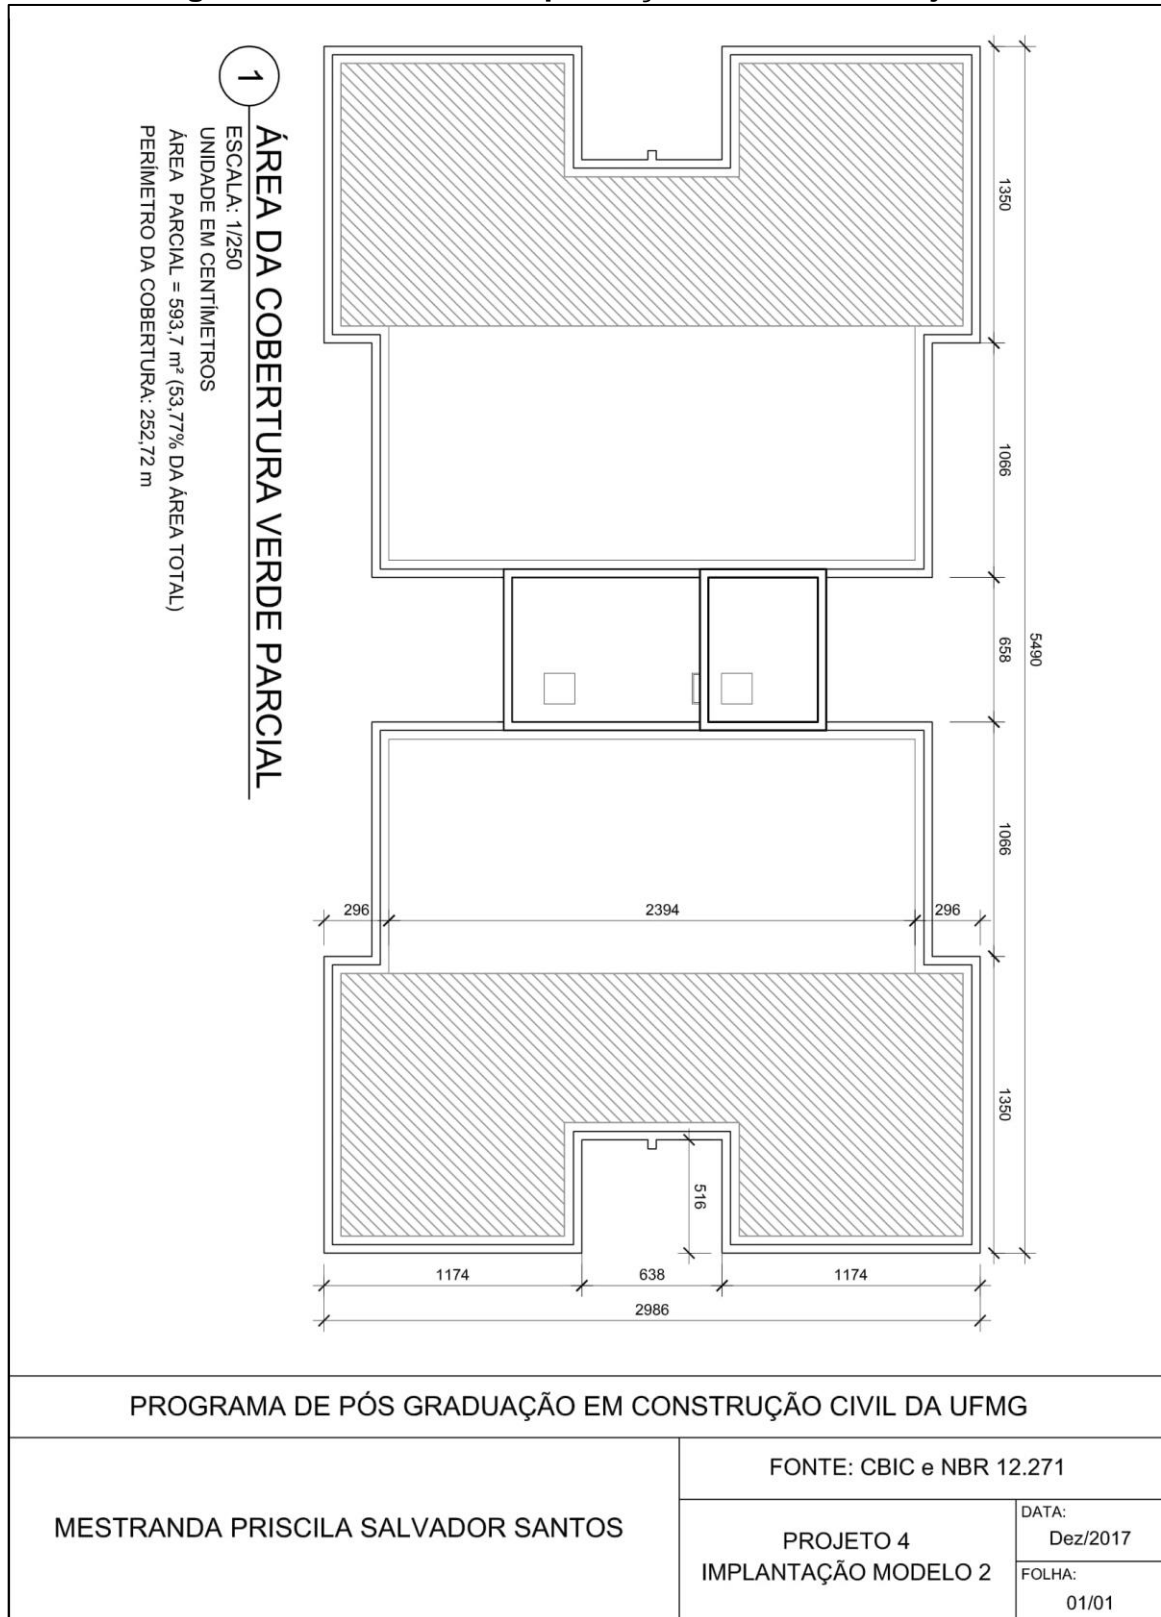 1
ÁREA DA COBERTURA VERDE PARCIAL
ESCALA: 1/250
UNIDADE EM CENTÍMETROS
ÁREA PARCIAL = 593,7 m² (53,77% DA ÁREA TOTAL)
PERÍMETRO DA COBERTURA: 252,72 m
1350
1066
658
5490
1066
296
2394
296
1350
516
1174
638
1174
2986
PROGRAMA DE PÓS GRADUAÇÃO EM CONSTRUÇÃO CIVIL DA UFMG
MESTRANDA PRISCILA SALVADOR SANTOS
FONTE: CBIC e NBR 12.271
PROJETO 4
IMPLANTAÇÃO MODELO 2
DATA:
Dez/2017
FOLHA:
01/01